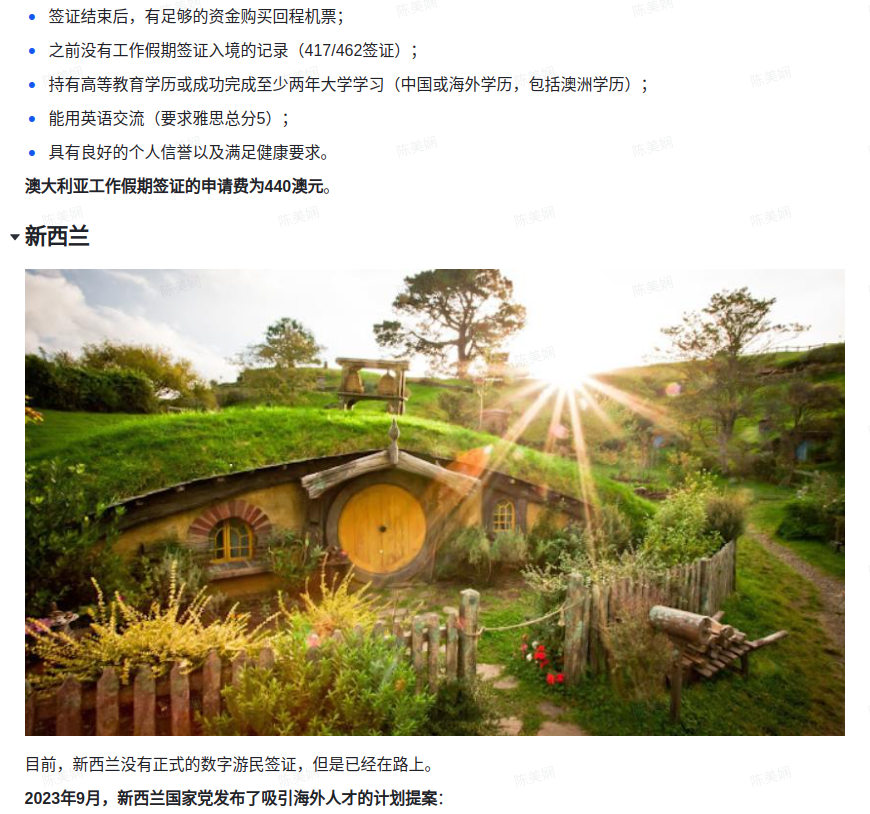 签证结束后，有足够的资金购买回程机票；
之前没有工作假期签证入境的记录（417/462签证）；
持有高等教育学历或成功完成至少两年大学学习（中国或海外学历，包括澳洲学历）；
能用英语交流（要求雅思总分5）；
具有良好的个人信誉以及满足健康要求。
澳大利亚工作假期签证的申请费为440澳元。
新西兰
目前，新西兰没有正式的数字游民签证，但是已经在路上。
2023年9月，新西兰国家党发布了吸引海外人才的计划提案：